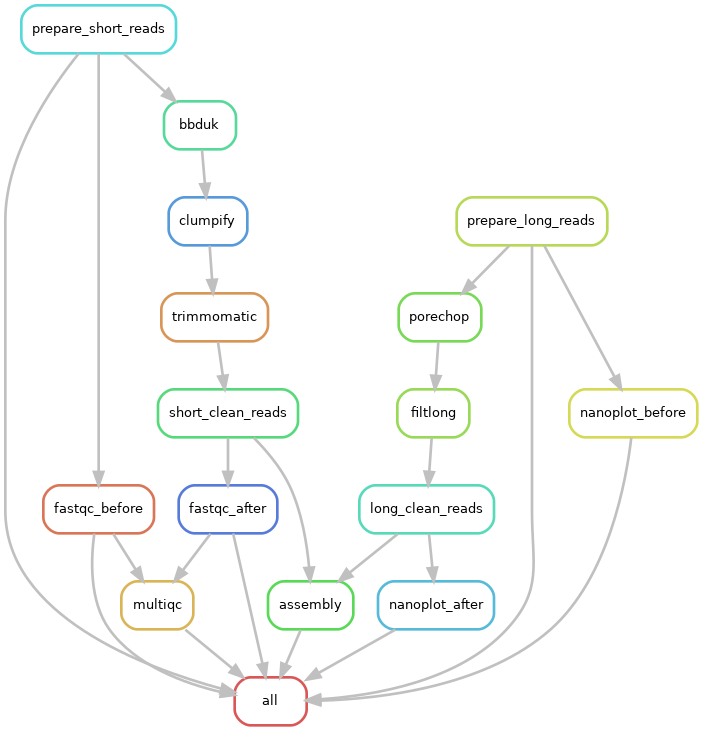 prepare_short_reads
bbduk
clumpify
prepare_long_reads
trimmomatic
porechop
short_clean_reads
filtlong
nanoplot_before
fastqc_before
fastqc_after
long_clean_reads
multiqc
assembly
nanoplot_after
all